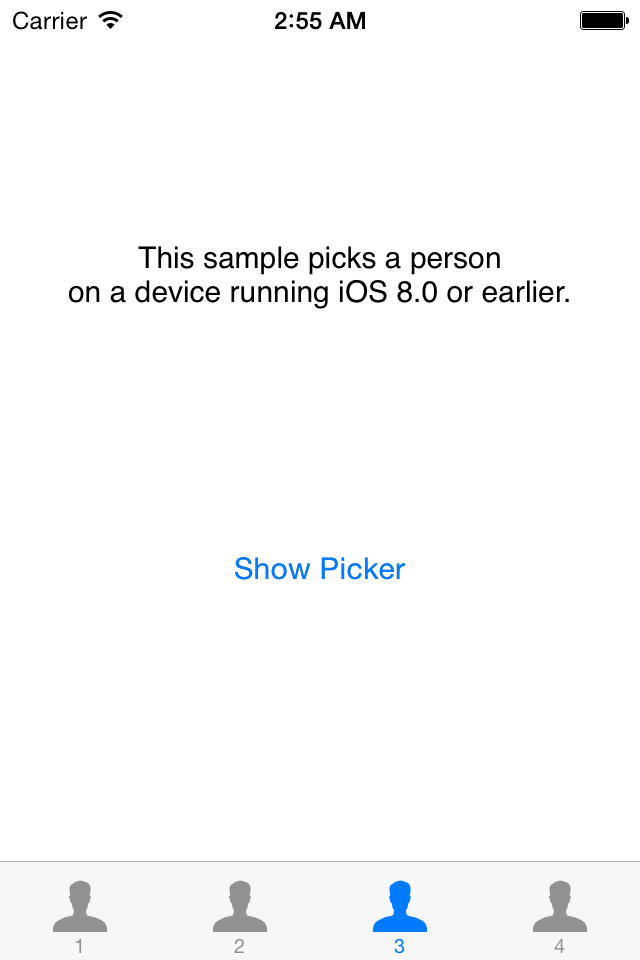 Carrier 2:55 AM
This sample picks a person
on a device running iOS 8.0 or earlier.
Show Picker
1 2 3 4